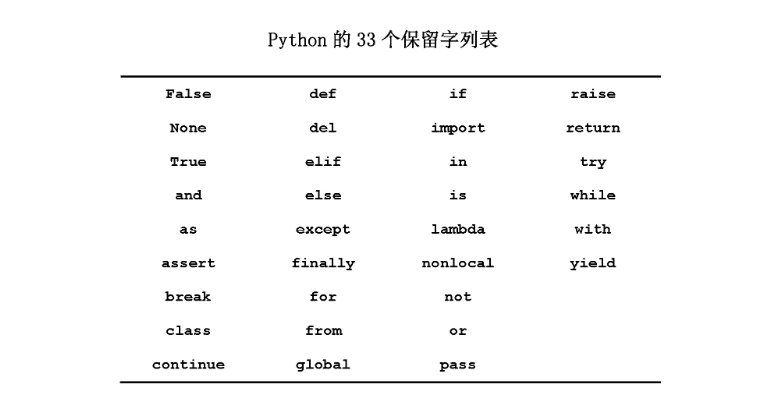 Python 的 33 个保留字列表
False def if raise
None del import return
True elif in try
and else is while
as except lambda with
assert finally nonlocal yield
break for not
class from or
continue global pass